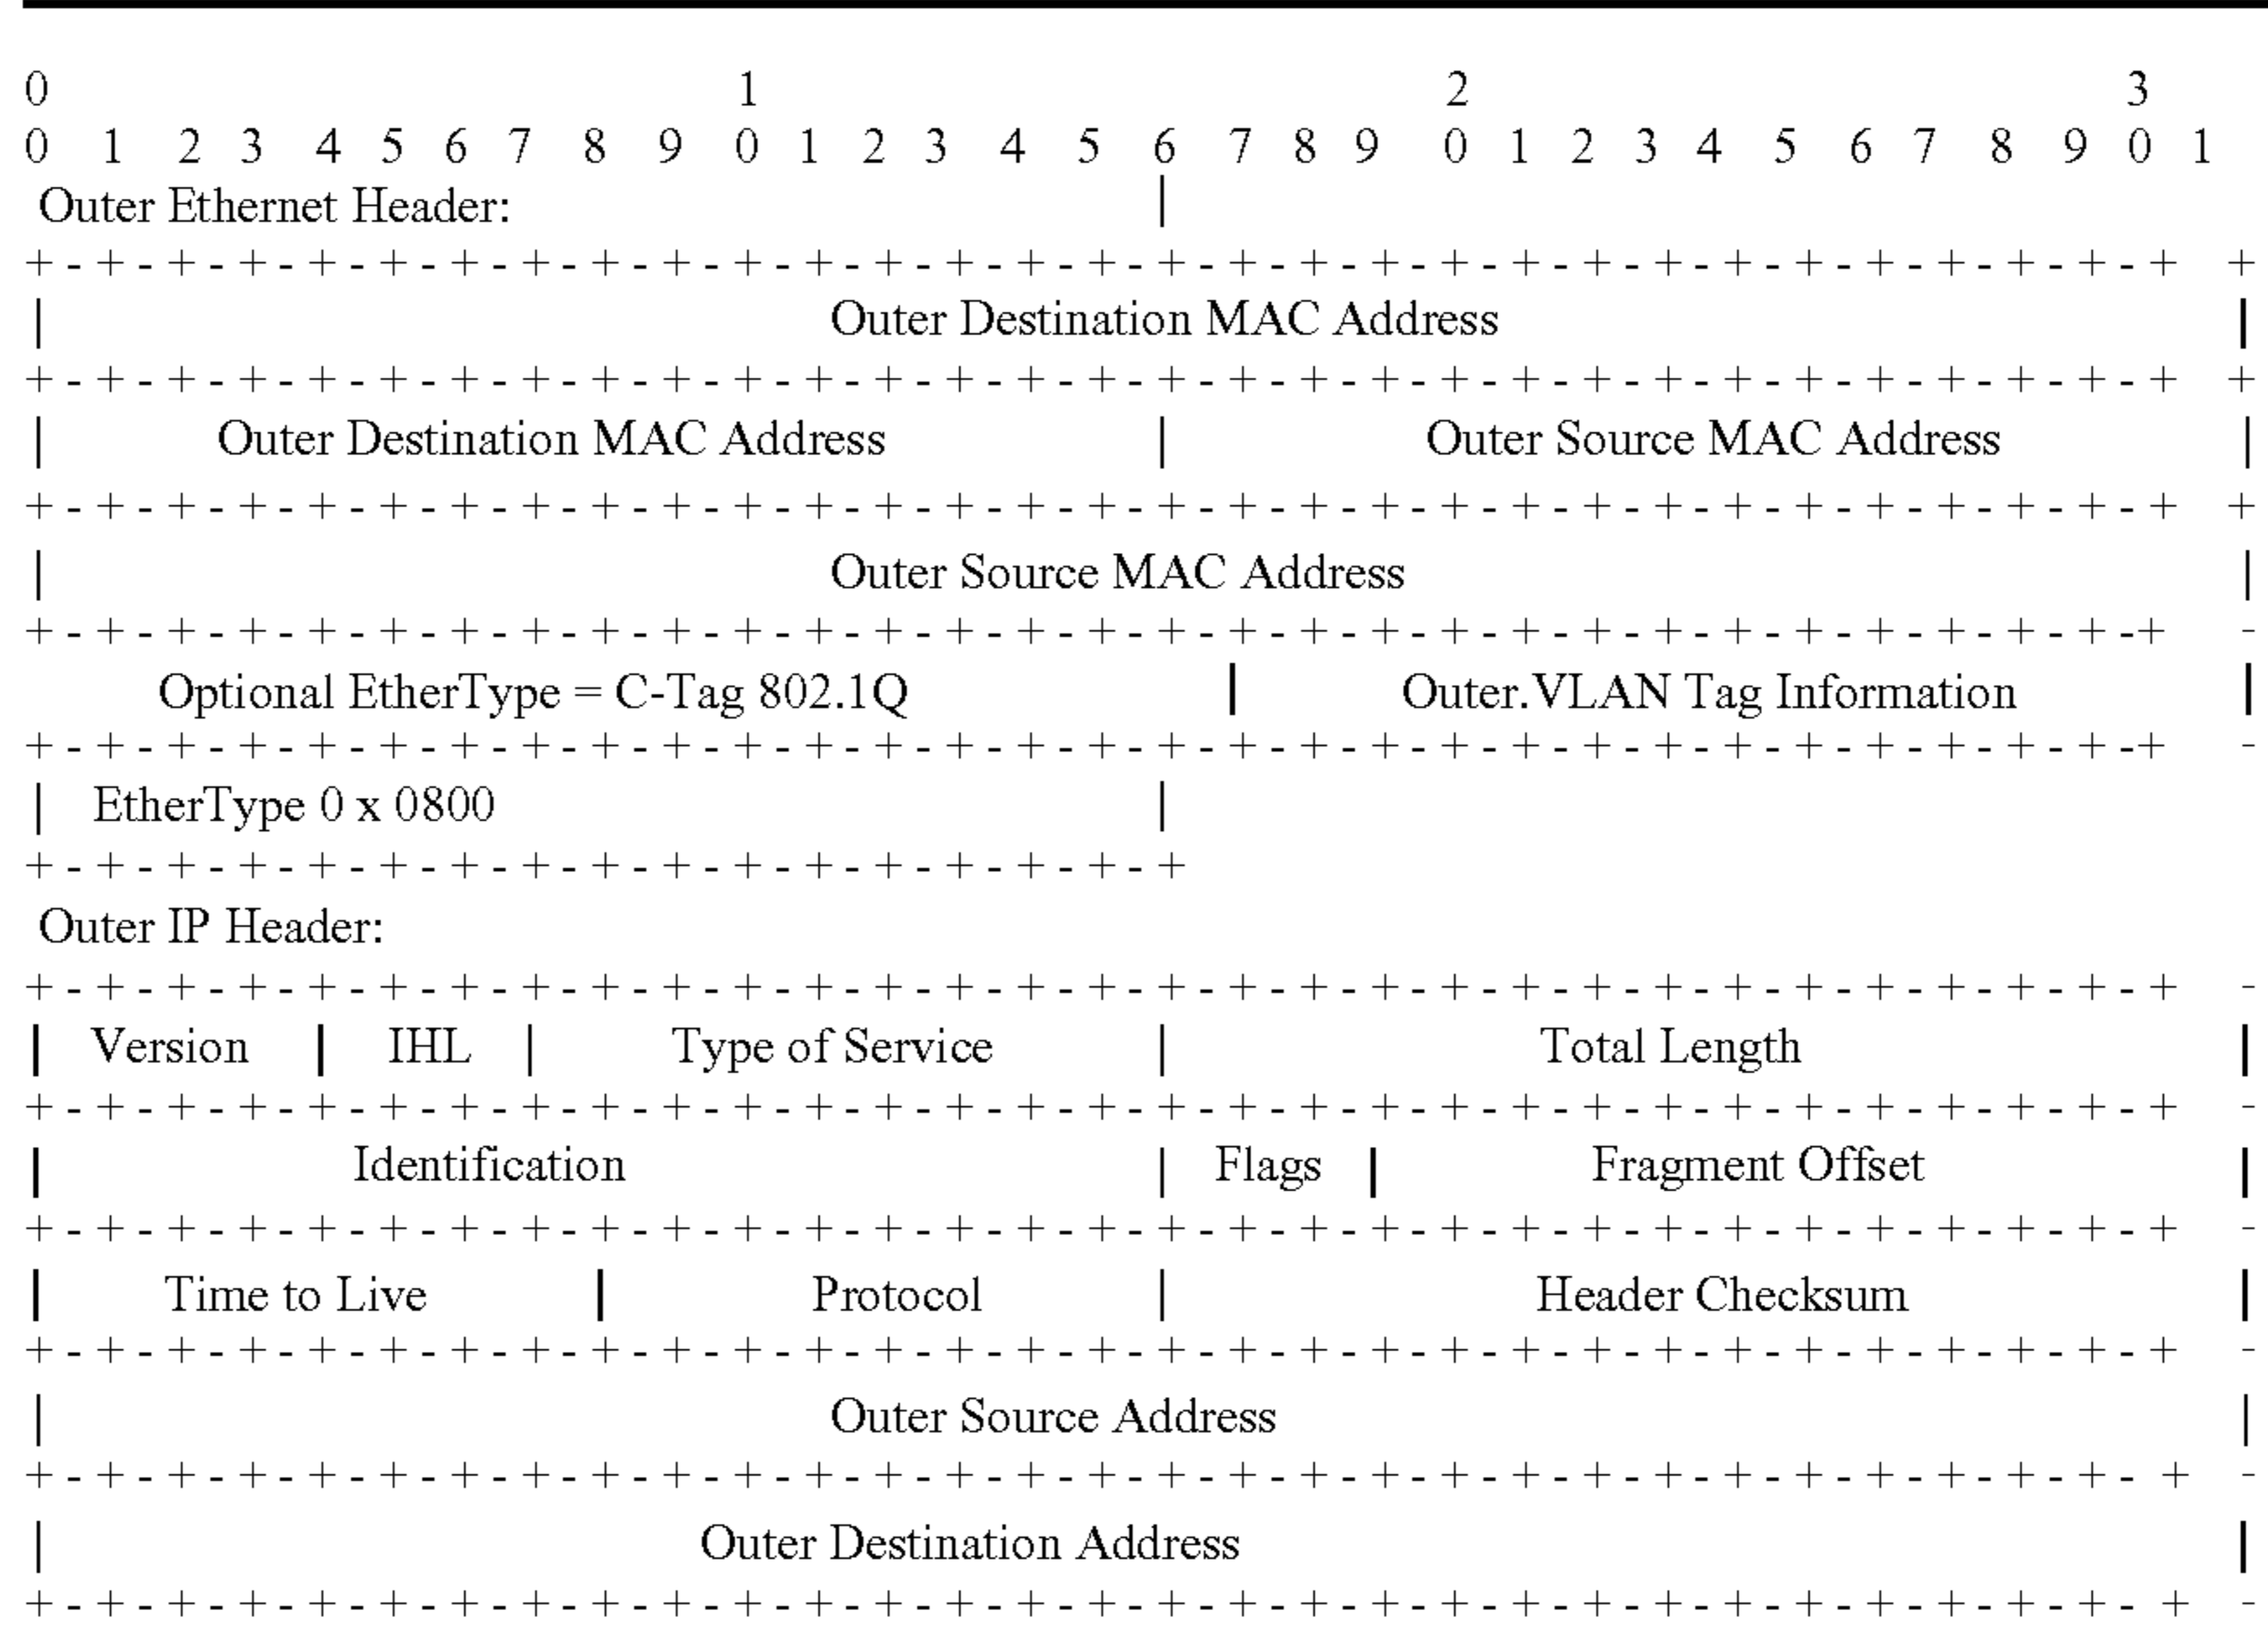 0 1 2 3
0 1 2 3 4 5 6 7 8 9 0 1 2 3 4 5 6 7 8 9 0 1 2 3 4 5 6 7 8 9 0 1
Outer Ethernet Header: |
+-+-+-+-+-+-+-+-+-+-+-+-+-+-+-+-+-+-+-+-+-+-+-+-+-+-+-+-+-+-+ +
| Outer Destination MAC Address |
+-+-+-+-+-+-+-+-+-+-+-+-+-+-+-+-+-+-+-+-+-+-+-+-+-+-+-+-+-+-+ +
| Outer Destination MAC Address | Outer Source MAC Address |
+-+-+-+-+-+-+-+-+-+-+-+-+-+-+-+-+-+-+-+-+-+-+-+-+-+-+-+-+-+-+ +
| Outer Source MAC Address |
+-+-+-+-+-+-+-+-+-+-+-+-+-+-+-+-+-+-+-+-+-+-+-+-+-+-+-+-+-+-+ -
Optional EtherType = C-Tag 802.1Q | Outer.VLAN Tag Information |
+-+-+-+-+-+-+-+-+-+-+-+-+-+-+-+-+-+-+-+-+-+-+-+-+-+-+-+-+-+-+ -
| EtherType 0 x 0800 |
+-+-+-+-+-+-+-+-+-+-+-+-+-+-+-+-+
Outer IP Header:
+-+-+-+-+-+-+-+-+-+-+-+-+-+-+-+-+-+-+-+-+-+-+-+-+-+-+-+-+-+-+ -
| Version | IHL | Type of Service | Total Length |
+-+-+-+-+-+-+-+-+-+-+-+-+-+-+-+-+-+-+-+-+-+-+-+-+-+-+-+-+-+-+ -
| Identification | Flags | Fragment Offset |
+-+-+-+-+-+-+-+-+-+-+-+-+-+-+-+-+-+-+-+-+-+-+-+-+-+-+-+-+-+-+ -
| Time to Live | Protocol | Header Checksum |
+-+-+-+-+-+-+-+-+-+-+-+-+-+-+-+-+-+-+-+-+-+-+-+-+-+-+-+-+-+-+ -
| Outer Source Address |
+-+-+-+-+-+-+-+-+-+-+-+-+-+-+-+-+-+-+-+-+-+-+-+-+-+-+-+-+-+-+ -
| Outer Destination Address |
+-+-+-+-+-+-+-+-+-+-+-+-+-+-+-+-+-+-+-+-+-+-+-+-+-+-+-+-+-+-+ -